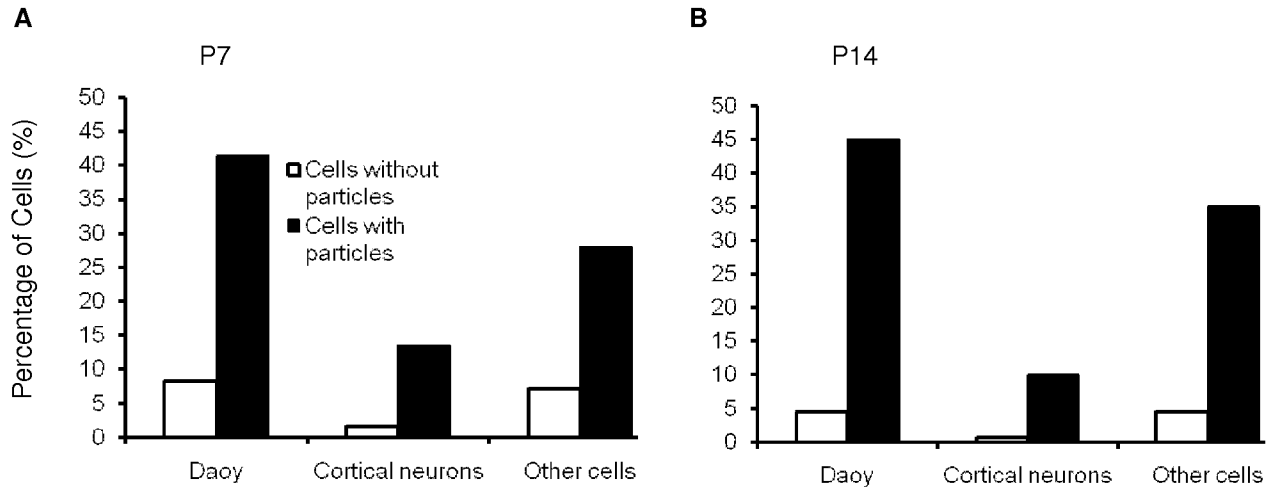 A
P7
Percentage of Cells (%)
50
45
40
35
30
25
20
15
10
5
0
Cells without
particles
Cells with
particles
Daoy
Cortical neurons
Other cells
B
P14
50
45
40
35
30
25
20
15
10
5
0
Daoy
Cortical neurons
Other cells